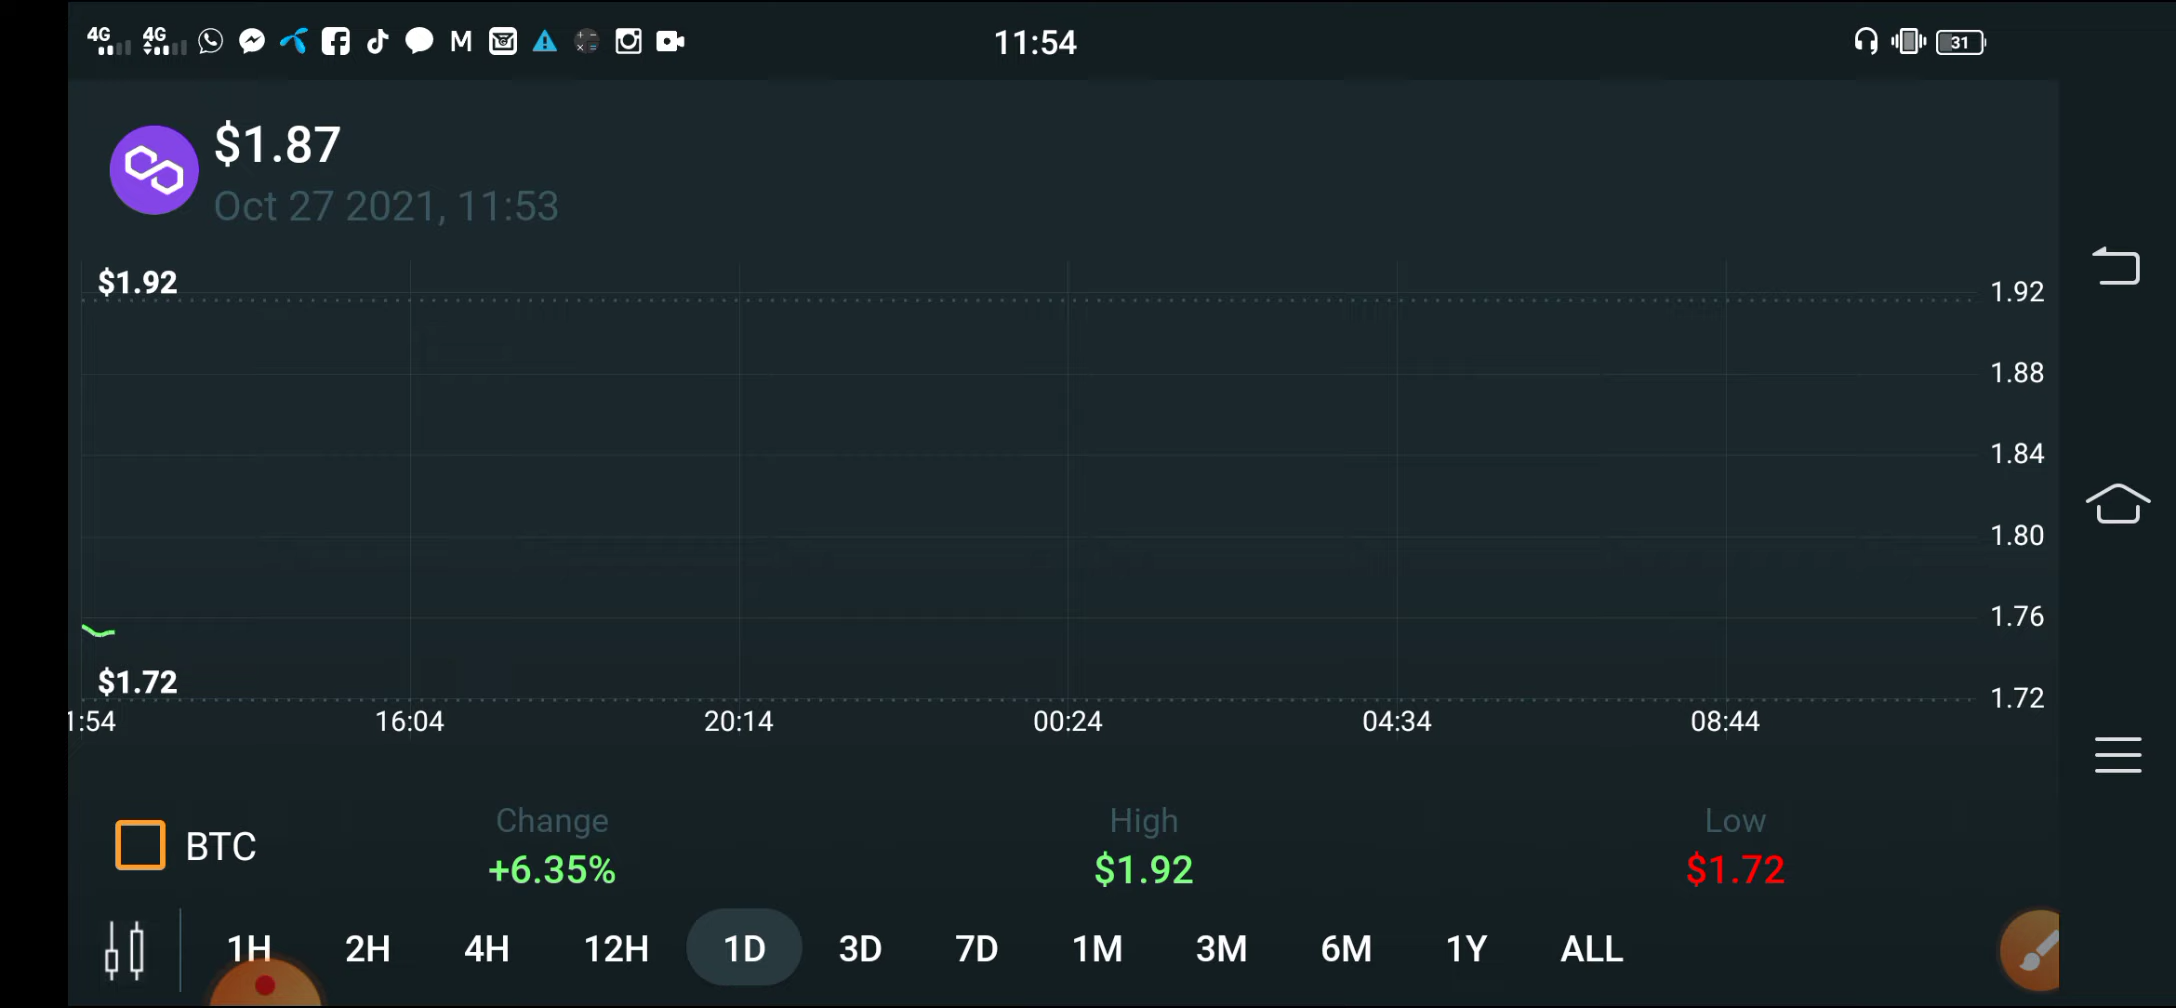 4G 4G M 11:54 31
$1.87
Oct 27 2021, 11:53
$1.92
1.92
1.88
1.84
1.80
1.76
$1.72
1.72
1:54 16:04 20:14 00:24 04:34 08:44
BTC
Change High Low
+6.35% $1.92 $1.72
1H 2H 4H 12H 1D 3D 7D 1M 3M 6M 1Y ALL